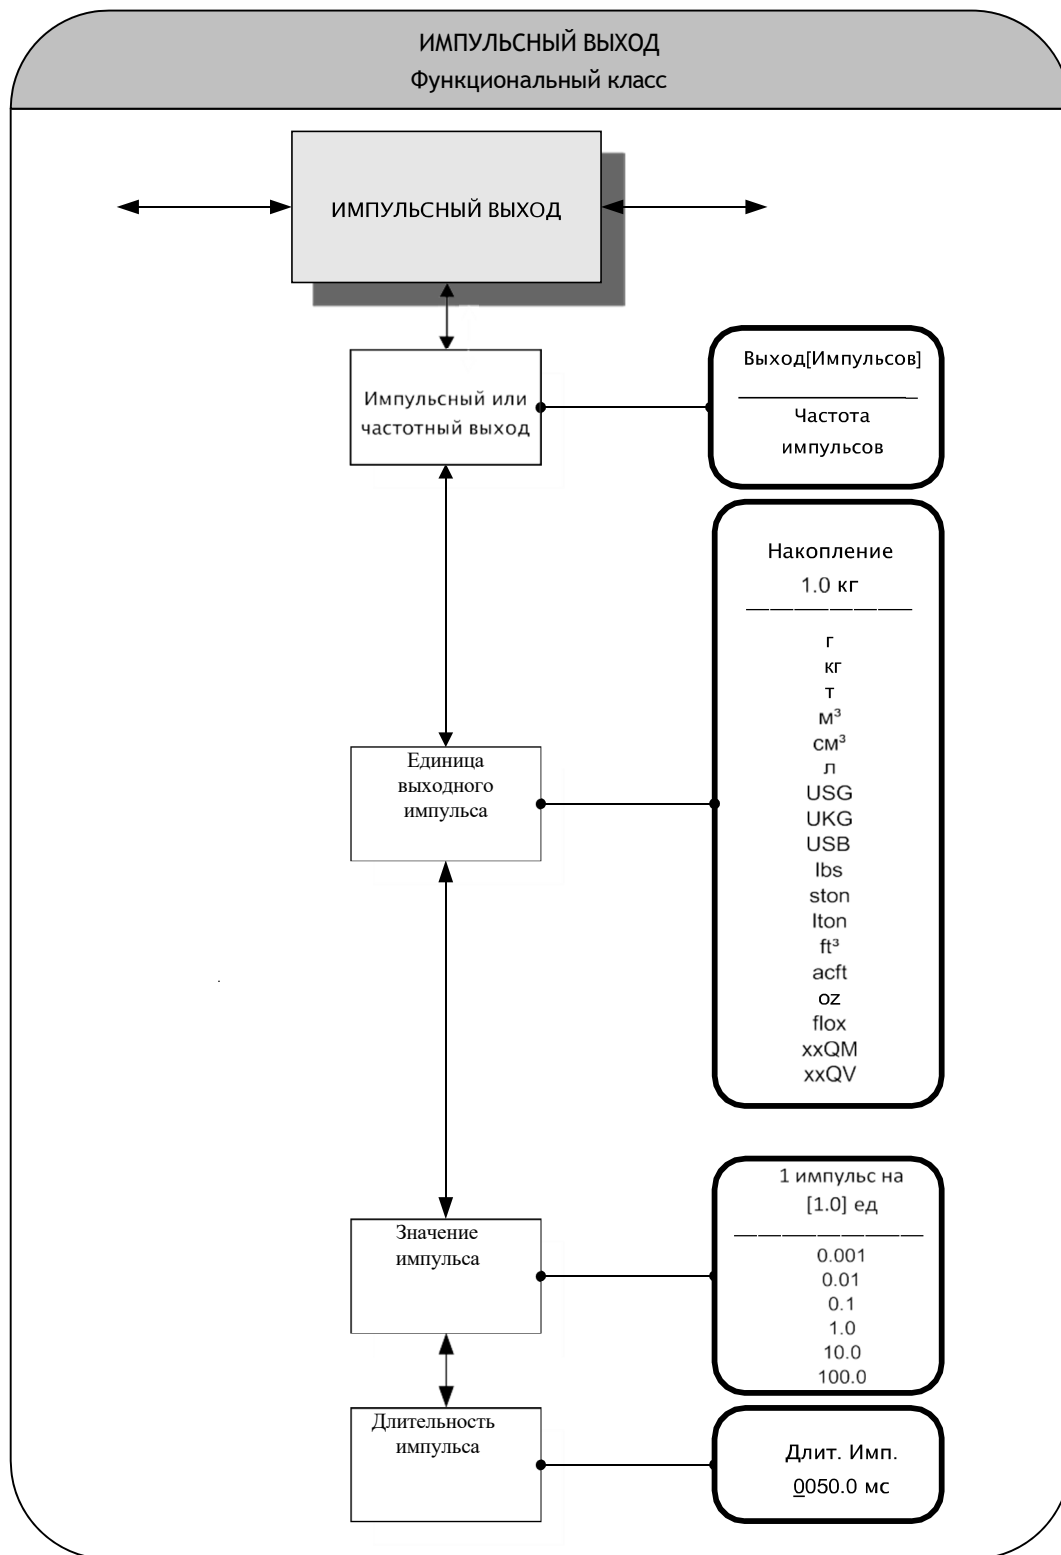 ИМПУЛЬСНЫЙ ВЫХОД
Функциональный класс
ИМПУЛЬСНЫЙ ВЫХОД
Импульсный или
частотный выход
Выход[Импульсов]
Частота
импульсов
Единица
выходного
импульса
Накопление
1.0 кг
г
кг
т
м³
см³
л
USG
UKG
USB
lbs
ston
lton
ft³
acft
oz
flox
xxQM
xxQV
Значение
импульса
1 импульс на
[1.0] ед
0.001
0.01
0.1
1.0
10.0
100.0
Длительность
импульса
Длит. Имп.
0050.0 мс